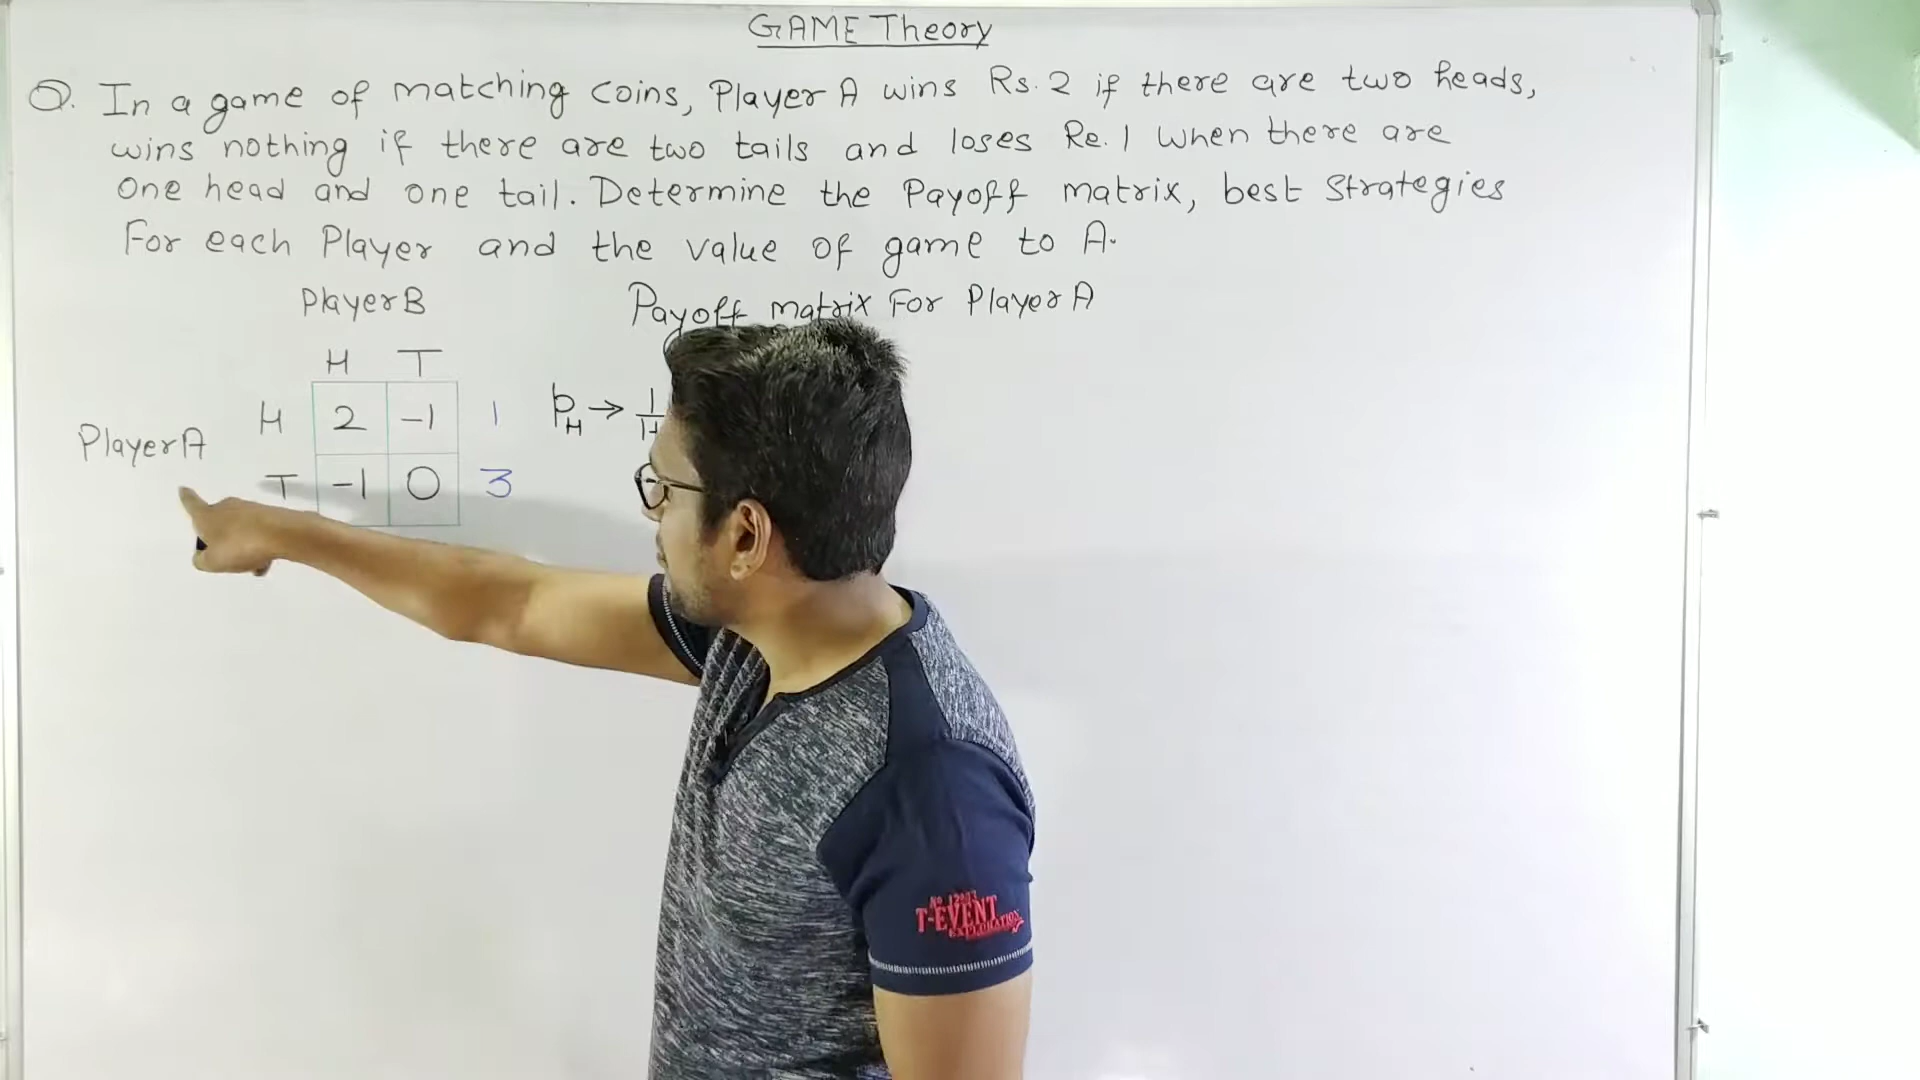 GAME Theory
Q. In a game of matching coins, Player A wins Rs. 2 if there are two heads,
wins nothing if there are two tails and loses Re. 1 when there are
one head and one tail. Determine the Payoff matrix, best strategies
For each Player and the value of game to A.
Player B
Payoff matrix For Player A
H T
H 2 -1 1
pH → 1
Player A
T -1 0 3
T-EVENT
EXPLORATION